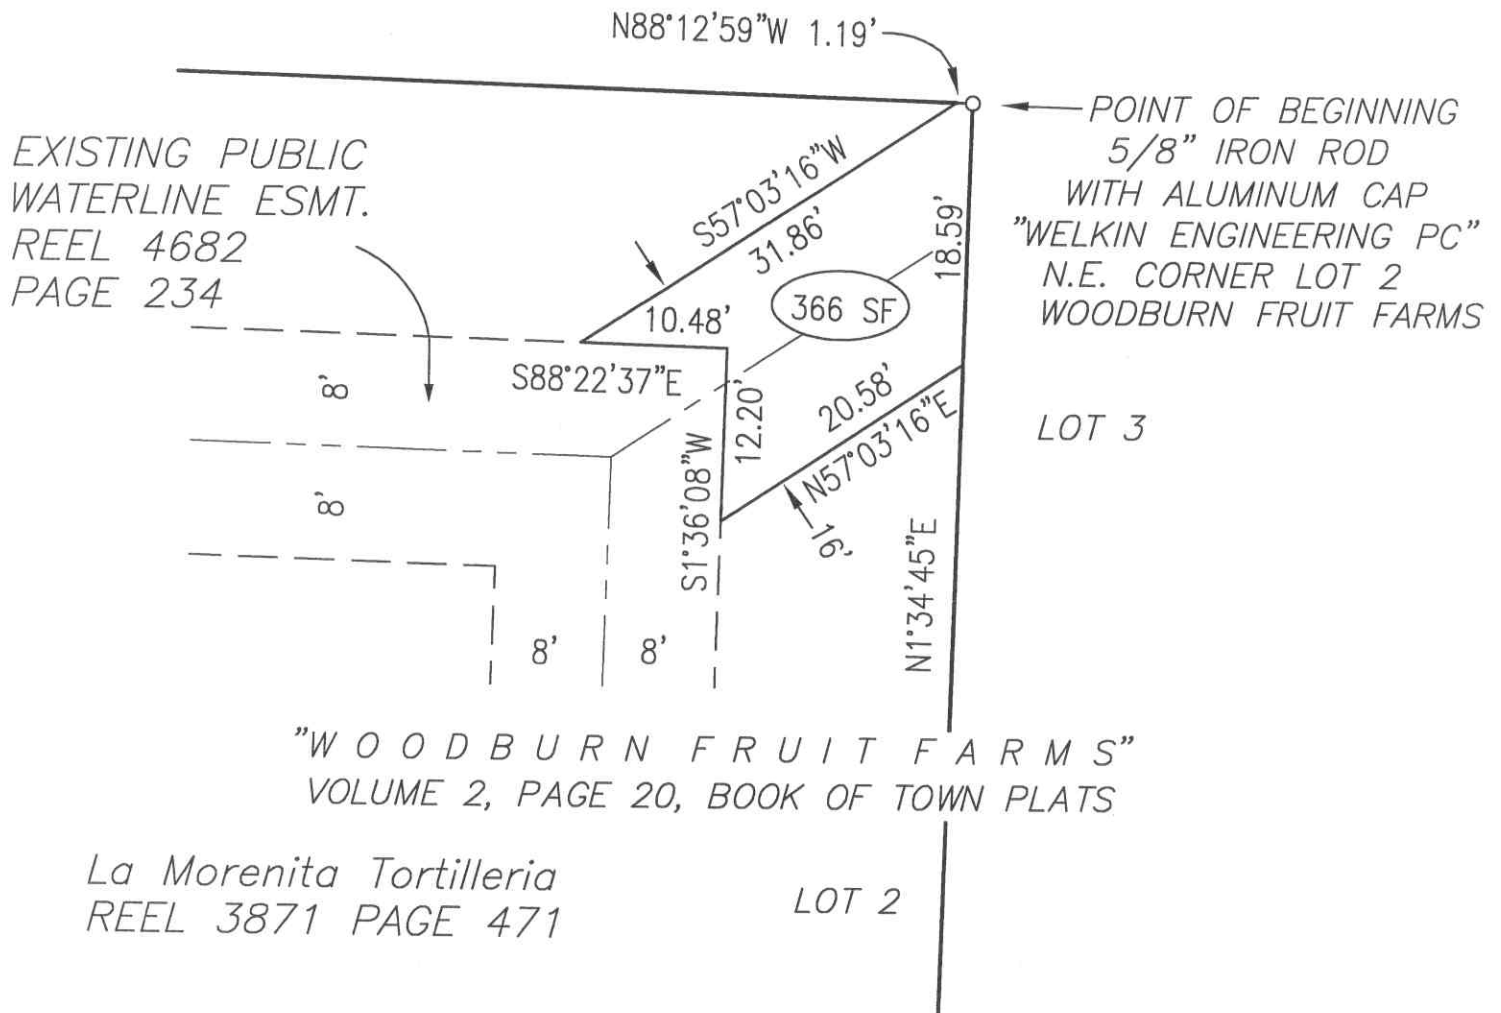 N88°12'59"W 1.19'
POINT OF BEGINNING
5/8" IRON ROD
WITH ALUMINUM CAP
"WELKIN ENGINEERING PC"
N.E. CORNER LOT 2
WOODBURN FRUIT FARMS
EXISTING PUBLIC
WATERLINE ESMT.
REEL 4682
PAGE 234
S57°03'16"W
31.86'
18.59'
10.48'
366 SF
S88°22'37"E
8'
8'
12.20'
S1°36'08"W
20.58'
N57°03'16"E
16'
LOT 3
N1°34'45"E
8'
8'
"WOODBURN FRUIT FARMS"
VOLUME 2, PAGE 20, BOOK OF TOWN PLATS
La Morenita Tortilleria
REEL 3871 PAGE 471
LOT 2